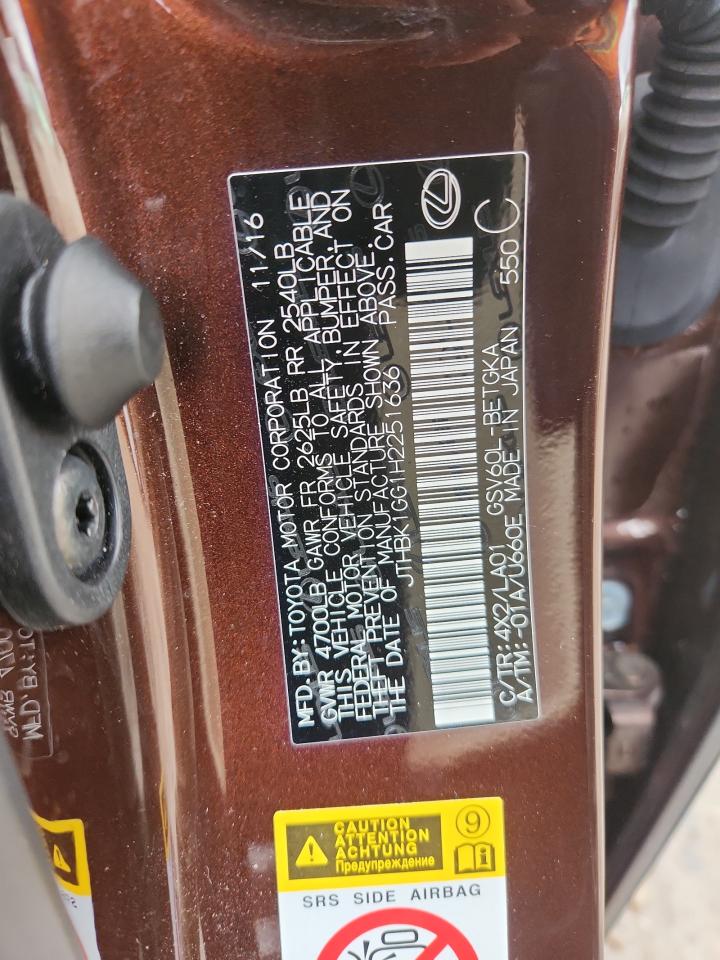 MFD. BY: TOYOTA MOTOR CORPORATION 11/16
GVWR 4700LB GAWR FR 2625LB RR 2540LB
THIS VEHICLE CONFORMS TO ALL APPLICABLE
FEDERAL MOTOR VEHICLE SAFETY, BUMPER, AND
THEFT PREVENTION STANDARDS IN EFFECT ON
THE DATE OF MANUFACTURE SHOWN ABOVE.
JTHBK1GG1H2251636 PASS.CAR
C/TR: 4X2/LA01 GSV60L-BETGKA
A/TM: -01A/U660E MADE IN JAPAN 550 C
CAUTION
ATTENTION
ACHTUNG
Предупреждение
9
i
SRS SIDE AIRBAG